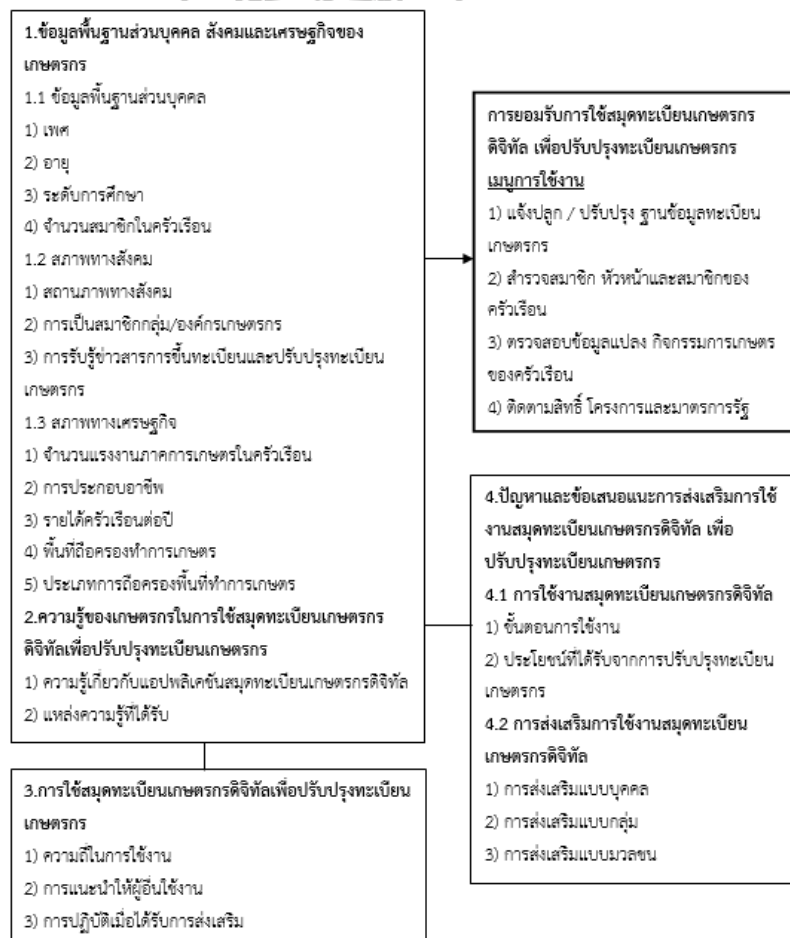 1.ข้อมูลพื้นฐานส่วนบุคคล สังคมและเศรษฐกิจของ
เกษตรกร
1.1 ข้อมูลพื้นฐานส่วนบุคคล
1) เพศ
2) อายุ
3) ระดับการศึกษา
4) จำนวนสมาชิกในครัวเรือน
1.2 สภาพทางสังคม
1) สถานภาพทางสังคม
2) การเป็นสมาชิกกลุ่ม/องค์กรเกษตรกร
3) การรับรู้ข่าวสารการขึ้นทะเบียนและปรับปรุงทะเบียน
เกษตรกร
1.3 สภาพทางเศรษฐกิจ
1) จำนวนแรงงานภาคการเกษตรในครัวเรือน
2) การประกอบอาชีพ
3) รายได้ครัวเรือนต่อปี
4) พื้นที่ถือครองทำการเกษตร
5) ประเภทการถือครองพื้นที่ทำการเกษตร
2.ความรู้ของเกษตรกรในการใช้สมุดทะเบียนเกษตรกร
ดิจิทัลเพื่อปรับปรุงทะเบียนเกษตรกร
1) ความรู้เกี่ยวกับแอปพลิเคชันสมุดทะเบียนเกษตรกรดิจิทัล
2) แหล่งความรู้ที่ได้รับ
3.การใช้สมุดทะเบียนเกษตรกรดิจิทัลเพื่อปรับปรุงทะเบียน
เกษตรกร
1) ความถี่ในการใช้งาน
2) การแนะนำให้ผู้อื่นใช้งาน
3) การปฏิบัติเมื่อได้รับการส่งเสริม
การยอมรับการใช้สมุดทะเบียนเกษตรกร
ดิจิทัล เพื่อปรับปรุงทะเบียนเกษตรกร
เมนูการใช้งาน
1) แจ้งปลูก / ปรับปรุง ฐานข้อมูลทะเบียน
เกษตรกร
2) สำรวจสมาชิก หัวหน้าและสมาชิกของ
ครัวเรือน
3) ตรวจสอบข้อมูลแปลง กิจกรรมการเกษตร
ของครัวเรือน
4) ติดตามสิทธิ์ โครงการและมาตรการรัฐ
4.ปัญหาและข้อเสนอแนะการส่งเสริมการใช้
งานสมุดทะเบียนเกษตรกรดิจิทัล เพื่อ
ปรับปรุงทะเบียนเกษตรกร
4.1 การใช้งานสมุดทะเบียนเกษตรกรดิจิทัล
1) ขั้นตอนการใช้งาน
2) ประโยชน์ที่ได้รับจากการปรับปรุงทะเบียน
เกษตรกร
4.2 การส่งเสริมการใช้งานสมุดทะเบียน
เกษตรกรดิจิทัล
1) การส่งเสริมแบบบุคคล
2) การส่งเสริมแบบกลุ่ม
3) การส่งเสริมแบบมวลชน